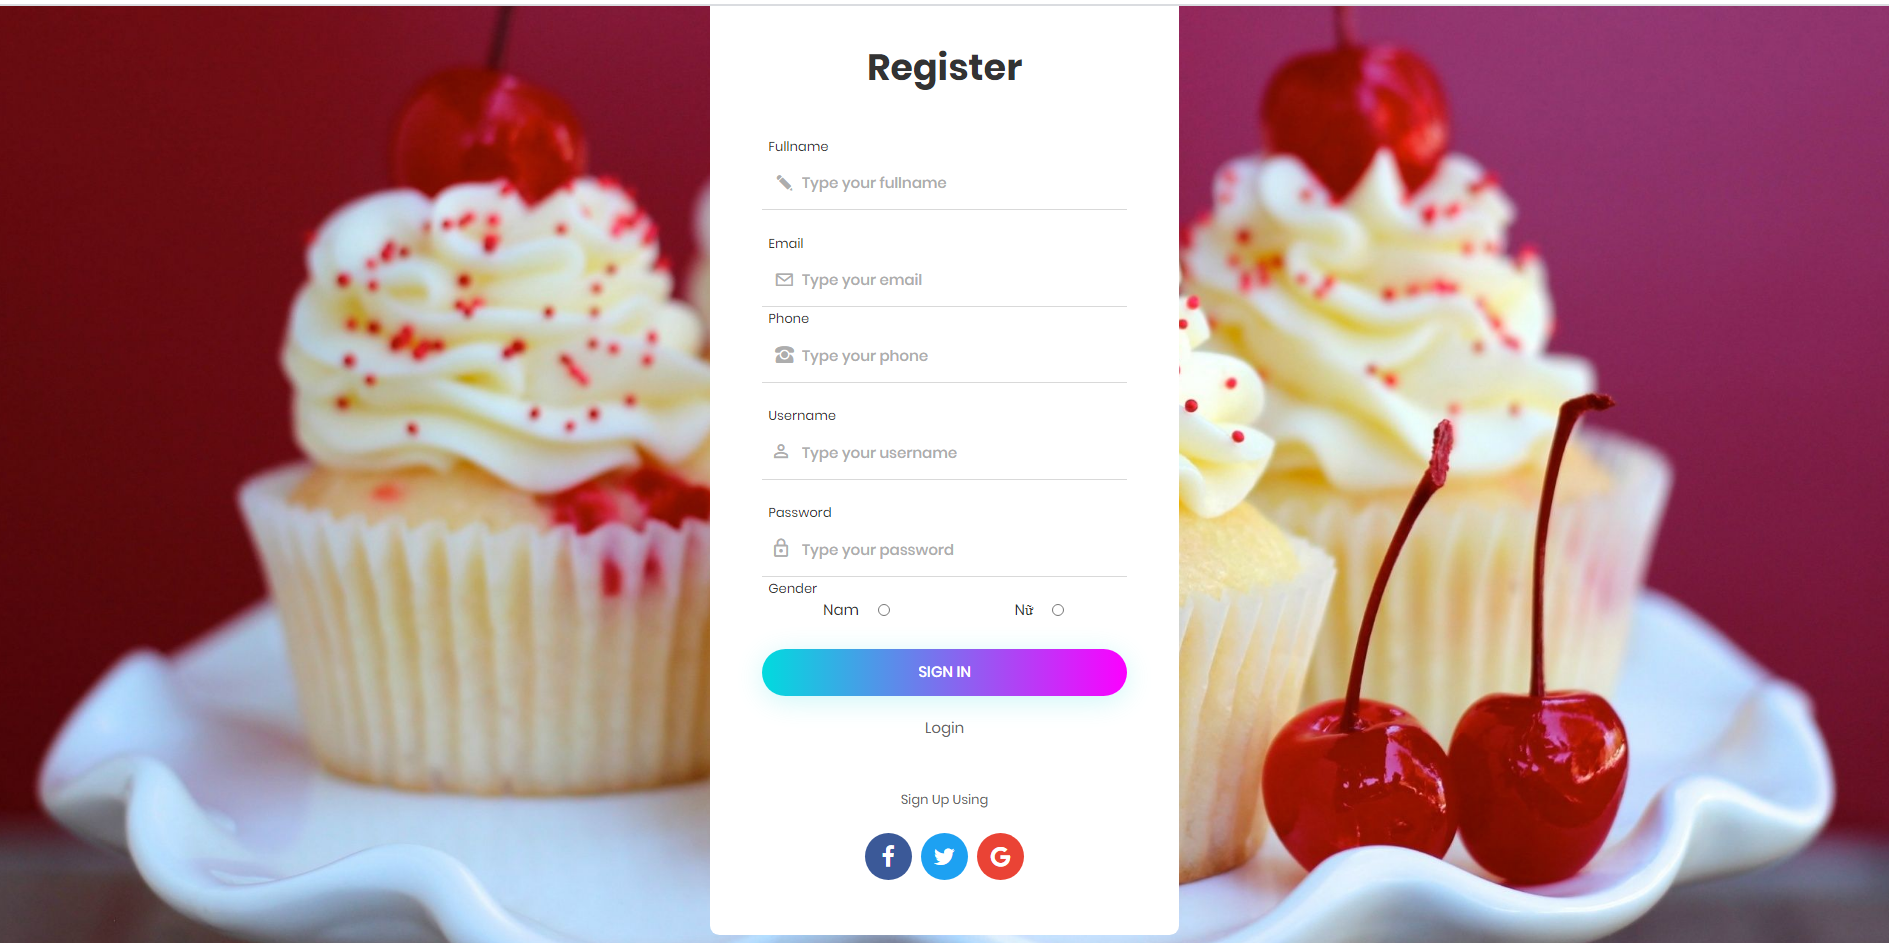 Register
Fullname
Type your fullname
Email
Type your email
Phone
Type your phone
Username
Type your username
Password
Type your password
Gender
Nam Nữ
SIGN IN
Login
Sign Up Using